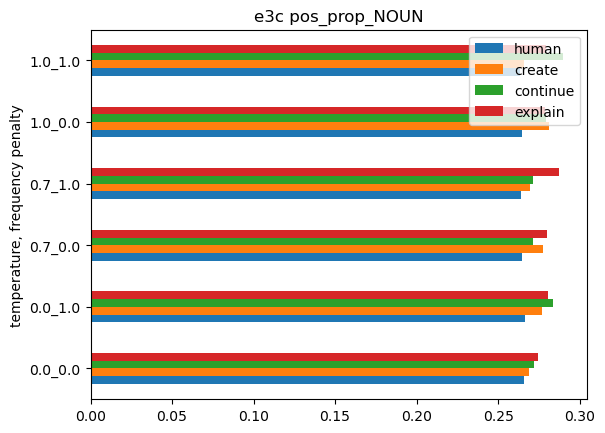 e3c pos_prop_NOUN
human
create
continue
explain
temperature, frequency penalty
1.0_1.0
1.0_0.0
0.7_1.0
0.7_0.0
0.0_1.0
0.0_0.0
0.00 0.05 0.10 0.15 0.20 0.25 0.30